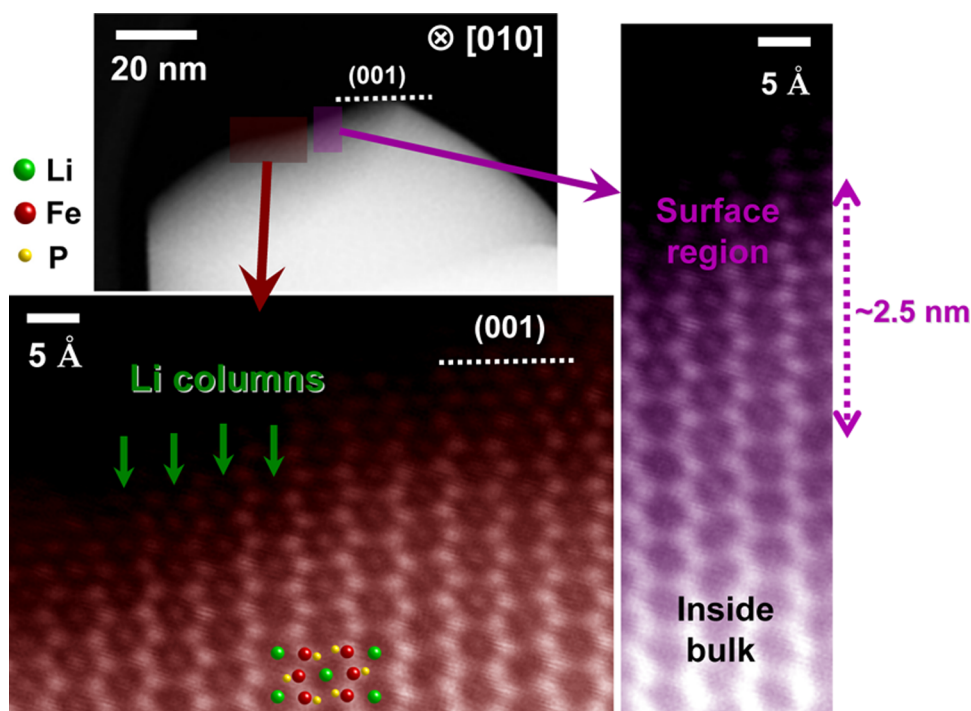 20 nm
⊗ [010]
(001)
5 Å
Li
Fe
P
Surface
region
~2.5 nm
5 Å
(001)
Li columns
Inside
bulk